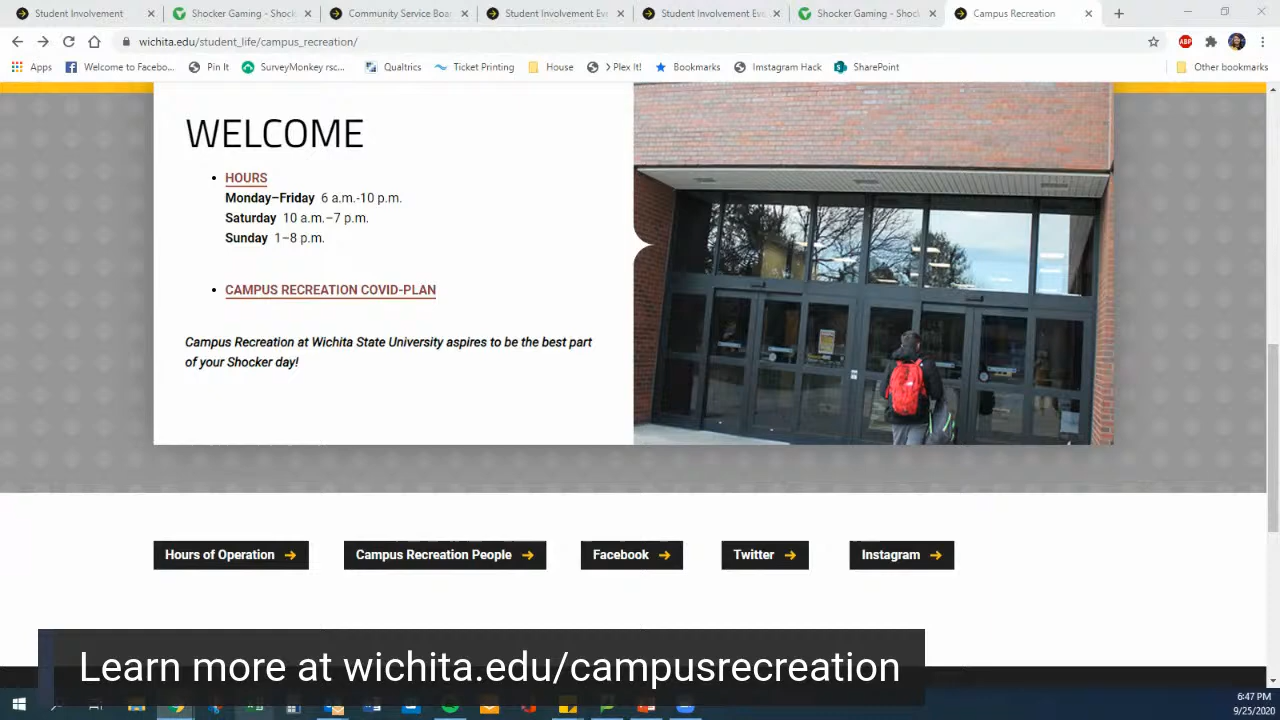 Student Involvement
Shocker Gaming - Shock
Community Service Boar
Student Involvement Eve
Student Involvement Eve
Shocker Gaming - Shock
Campus Recreation
wichita.edu/student_life/campus_recreation/
ABP
Apps
Welcome to Facebo...
Pin It
SurveyMonkey rsc...
Qualtrics
Ticket Printing
House
> Plex It!
Bookmarks
Imstagram Hack
SharePoint
Other bookmarks
WELCOME
HOURS
Monday–Friday 6 a.m.-10 p.m.
Saturday 10 a.m.–7 p.m.
Sunday 1–8 p.m.
CAMPUS RECREATION COVID-PLAN
Campus Recreation at Wichita State University aspires to be the best part
of your Shocker day!
Hours of Operation
Campus Recreation People
Facebook
Twitter
Instagram
Learn more at wichita.edu/campusrecreation
6:47 PM
9/25/2020